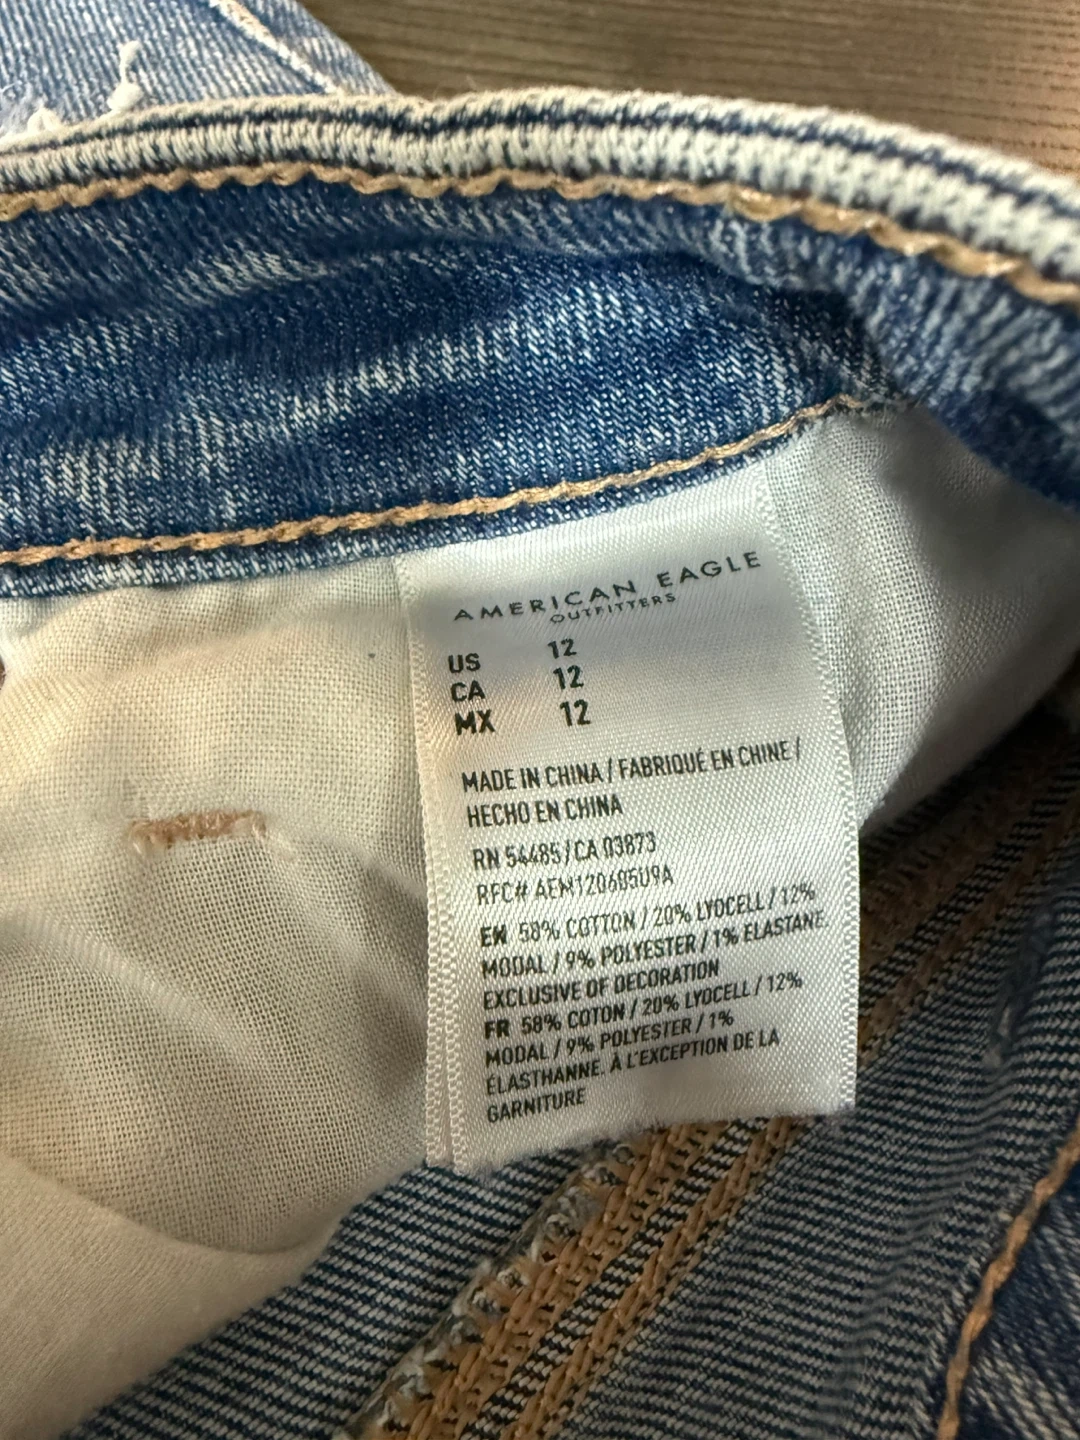 AMERICAN EAGLE
OUTFITTERS
US 12
CA 12
MX 12
MADE IN CHINA / FABRIQUÉ EN CHINE /
HECHO EN CHINA
RN 54485 / CA 03873
RFC# AEM120605U9A
EN 58% COTTON / 20% LYOCELL / 12%
MODAL / 9% POLYESTER / 1% ELASTANE.
EXCLUSIVE OF DECORATION
FR 58% COTON / 20% LYOCELL / 12%
MODAL / 9% POLYESTER / 1%
ÉLASTHANNE. À L'EXCEPTION DE LA
GARNITURE